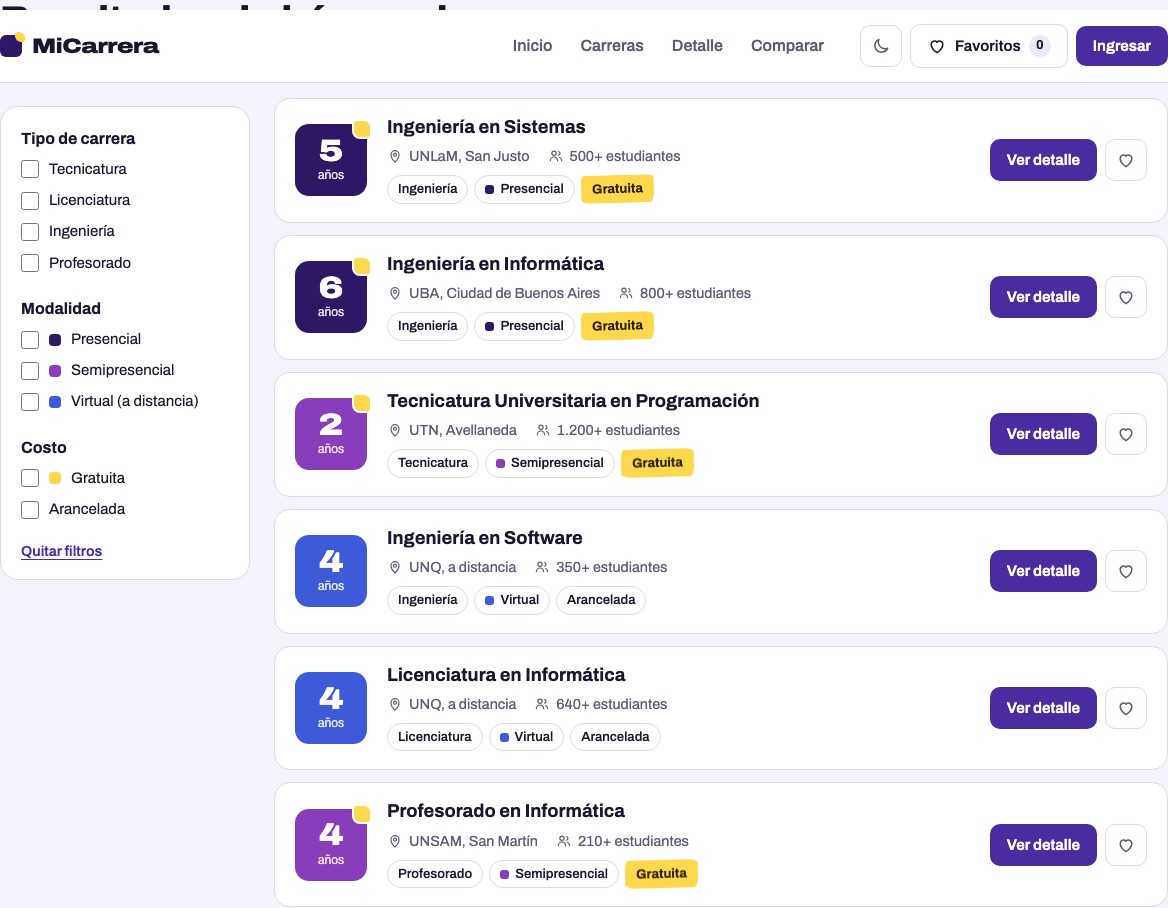 MiCarrera
Inicio
Carreras
Detalle
Comparar
Favoritos 0
Ingresar
Tipo de carrera
Tecnicatura
Licenciatura
Ingeniería
Profesorado
Modalidad
Presencial
Semipresencial
Virtual (a distancia)
Costo
Gratuita
Arancelada
Quitar filtros
5
años
Ingeniería en Sistemas
UNLaM, San Justo 500+ estudiantes
Ingeniería Presencial Gratuita
Ver detalle
6
años
Ingeniería en Informática
UBA, Ciudad de Buenos Aires 800+ estudiantes
Ingeniería Presencial Gratuita
Ver detalle
2
años
Tecnicatura Universitaria en Programación
UTN, Avellaneda 1.200+ estudiantes
Tecnicatura Semipresencial Gratuita
Ver detalle
4
años
Ingeniería en Software
UNQ, a distancia 350+ estudiantes
Ingeniería Virtual Arancelada
Ver detalle
4
años
Licenciatura en Informática
UNQ, a distancia 640+ estudiantes
Licenciatura Virtual Arancelada
Ver detalle
4
años
Profesorado en Informática
UNSAM, San Martín 210+ estudiantes
Profesorado Semipresencial Gratuita
Ver detalle